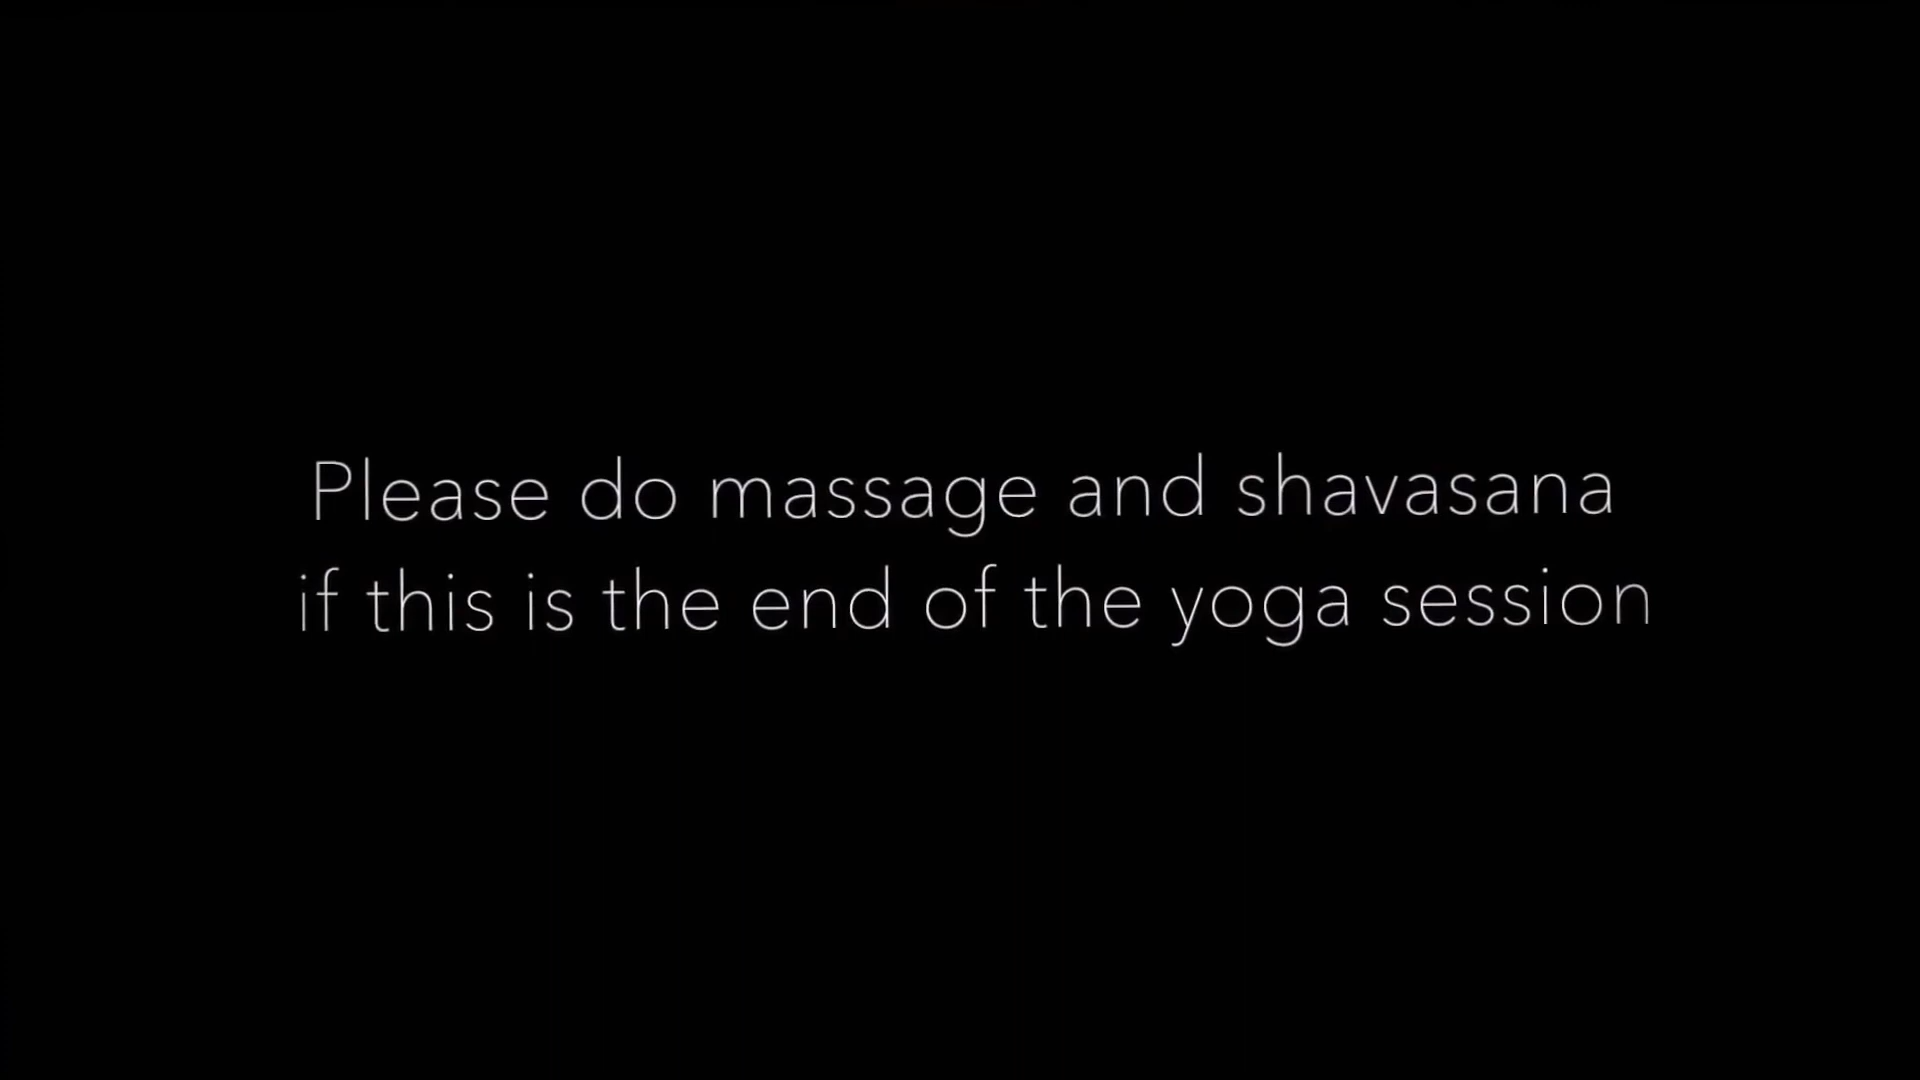 Please do massage and shavasana
if this is the end of the yoga session